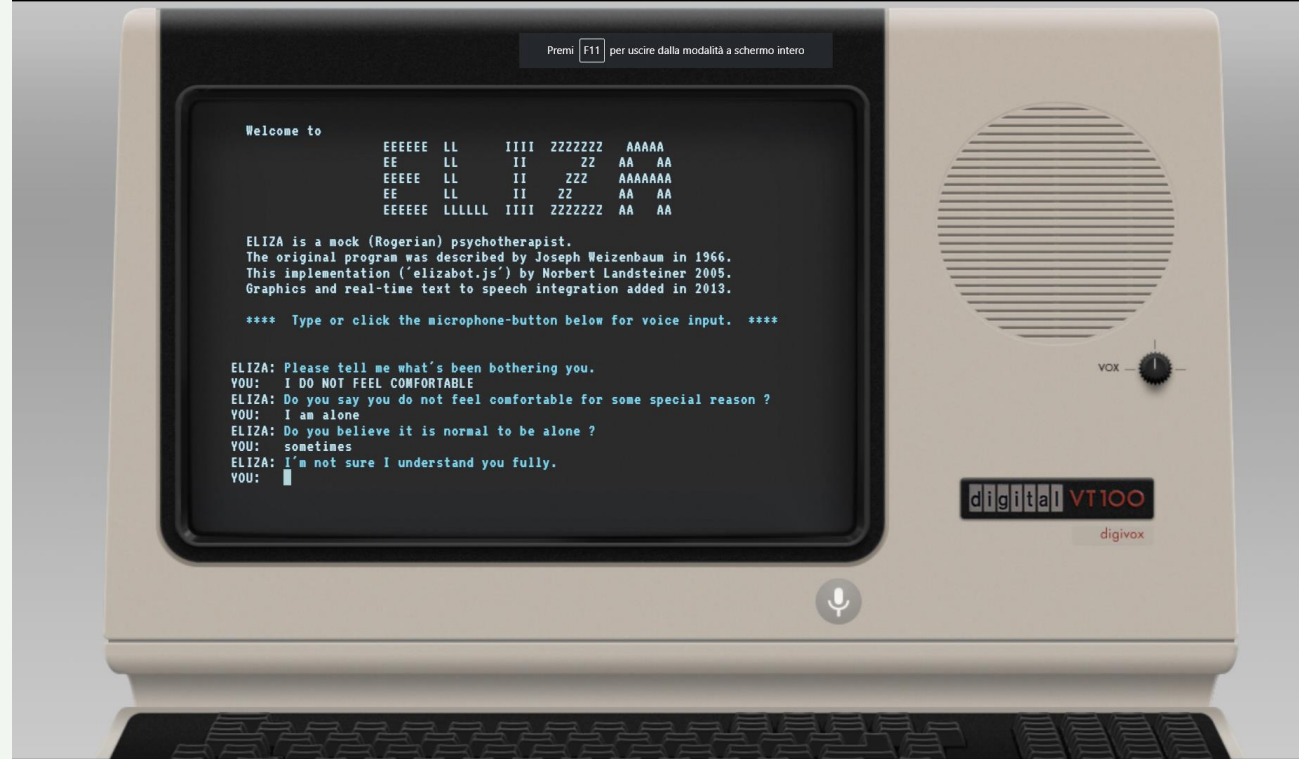 Premi F11 per uscire dalla modalità a schermo intero
Welcome to
EEEEEE LL IIII ZZZZZZZ AAAAA
EE LL II ZZ AA AA
EEEEE LL II ZZZ AAAAAAA
EE LL II ZZ AA AA
EEEEEE LLLLLL IIII ZZZZZZZ AA AA
ELIZA is a mock (Rogerian) psychotherapist.
The original program was described by Joseph Weizenbaum in 1966.
This implementation (´elizabot.js´) by Norbert Landsteiner 2005.
Graphics and real-time text to speech integration added in 2013.
**** Type or click the microphone-button below for voice input. ****
ELIZA: Please tell me what´s been bothering you.
YOU: I DO NOT FEEL COMFORTABLE
ELIZA: Do you say you do not feel comfortable for some special reason ?
YOU: I am alone
ELIZA: Do you believe it is normal to be alone ?
YOU: sometimes
ELIZA: I´m not sure I understand you fully.
YOU:
VOX
digital VT100
digivox